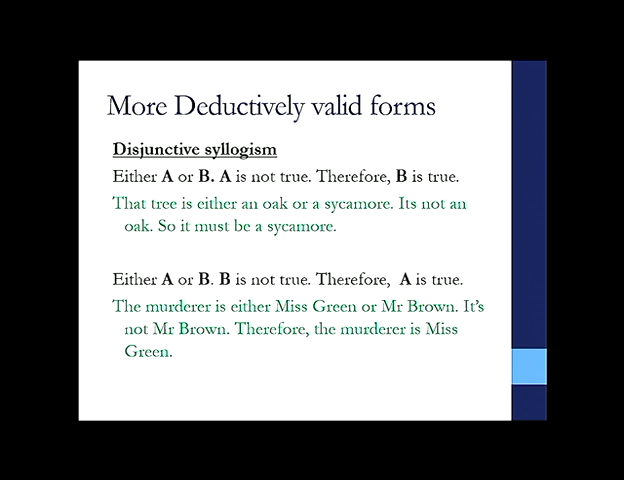 More Deductively valid forms
Disjunctive syllogism
Either A or B. A is not true. Therefore, B is true.
That tree is either an oak or a sycamore. Its not an
oak. So it must be a sycamore.
Either A or B. B is not true. Therefore, A is true.
The murderer is either Miss Green or Mr Brown. It's
not Mr Brown. Therefore, the murderer is Miss
Green.